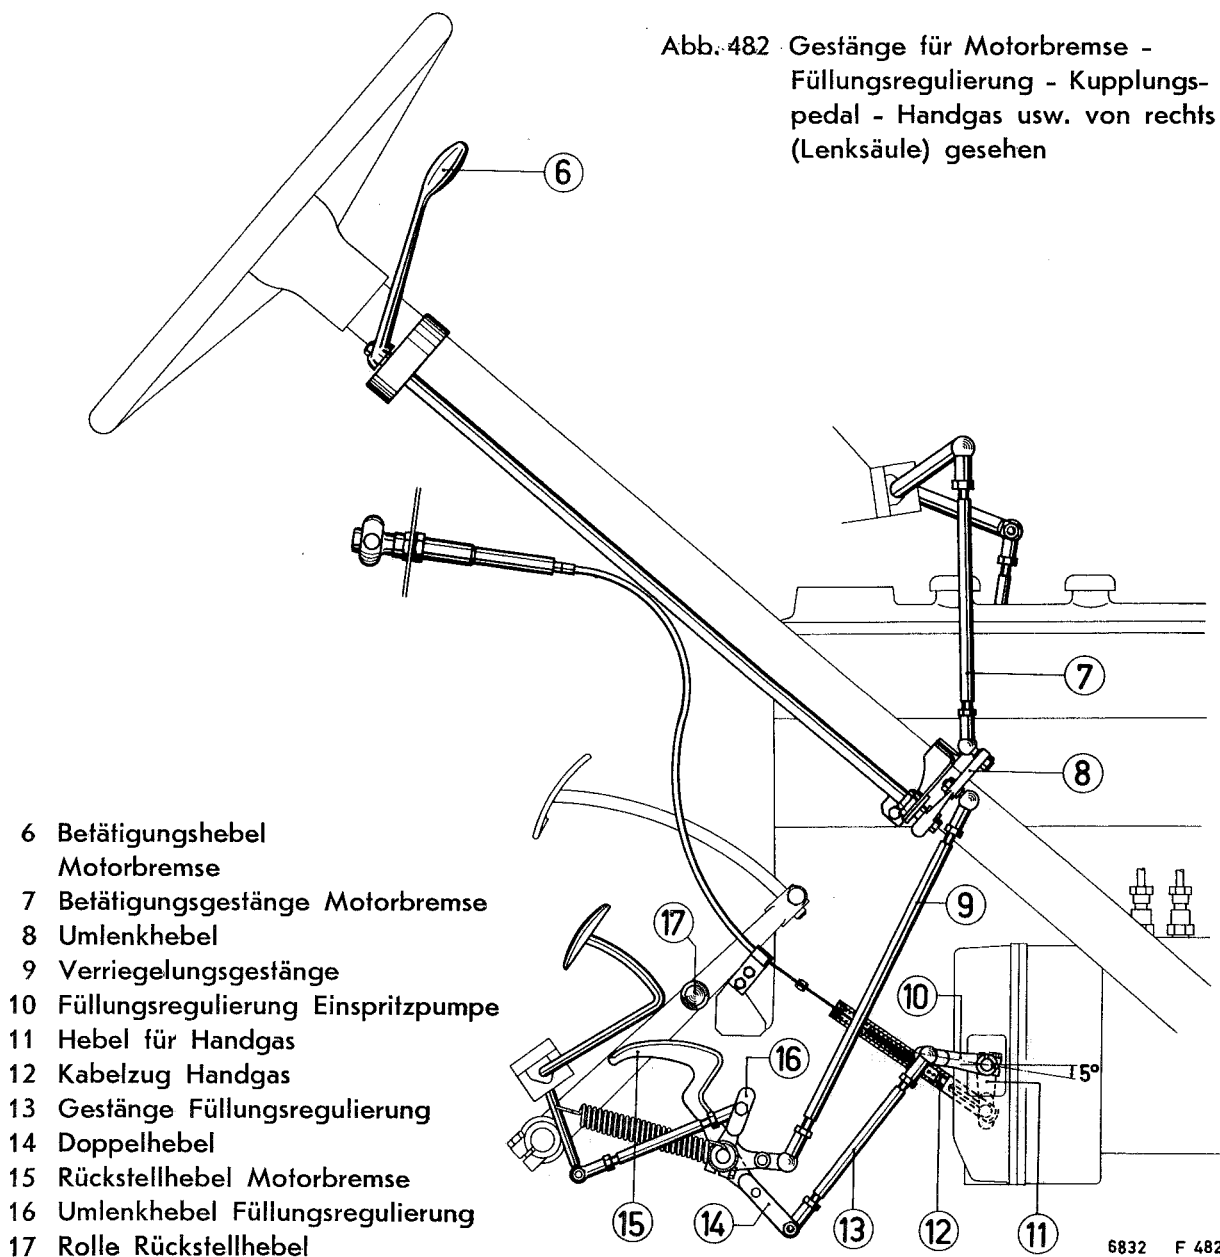 Abb. 482 Gestänge für Motorbremse -
Füllungsregulierung - Kupplungs-
pedal - Handgas usw. von rechts
(Lenksäule) gesehen
6
7
8
9
17
10
16
5°
6 Betätigungshebel
Motorbremse
7 Betätigungsgestänge Motorbremse
8 Umlenkhebel
9 Verriegelungsgestänge
10 Füllungsregulierung Einspritzpumpe
11 Hebel für Handgas
12 Kabelzug Handgas
13 Gestänge Füllungsregulierung
14 Doppelhebel
15 Rückstellhebel Motorbremse
16 Umlenkhebel Füllungsregulierung
17 Rolle Rückstellhebel
15 14 13 12 11
6832 F 482